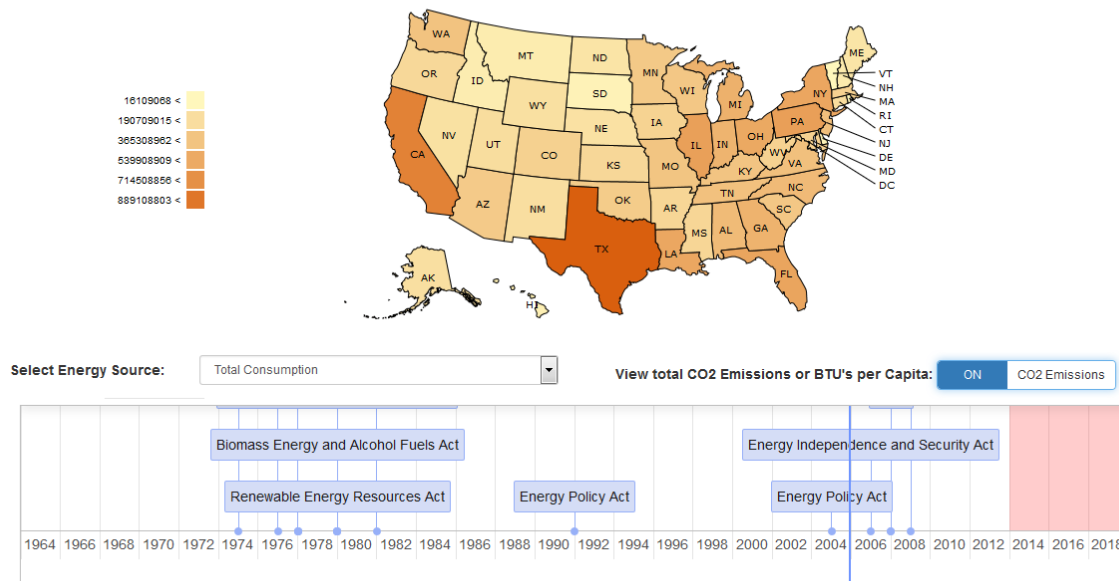 WA
MT
ND
MN
ME
VT
NH
MA
RI
CT
NJ
DE
MD
DC
OR
ID
SD
WI
MI
NY
WY
IA
PA
NE
NV
UT
CO
IL
IN
OH
WV
VA
KY
CA
KS
MO
AZ
NM
OK
AR
TN
NC
SC
MS
AL
GA
TX
LA
FL
AK
HI
16109068 <
190709015 <
365308962 <
539908909 <
714508856 <
889108803 <
Select Energy Source:
Total Consumption
View total CO2 Emissions or BTU's per Capita:
ON
CO2 Emissions
Biomass Energy and Alcohol Fuels Act
Energy Independence and Security Act
Renewable Energy Resources Act
Energy Policy Act
Energy Policy Act
1964 1966 1968 1970 1972 1974 1976 1978 1980 1982 1984 1986 1988 1990 1992 1994 1996 1998 2000 2002 2004 2006 2008 2010 2012 2014 2016 2018